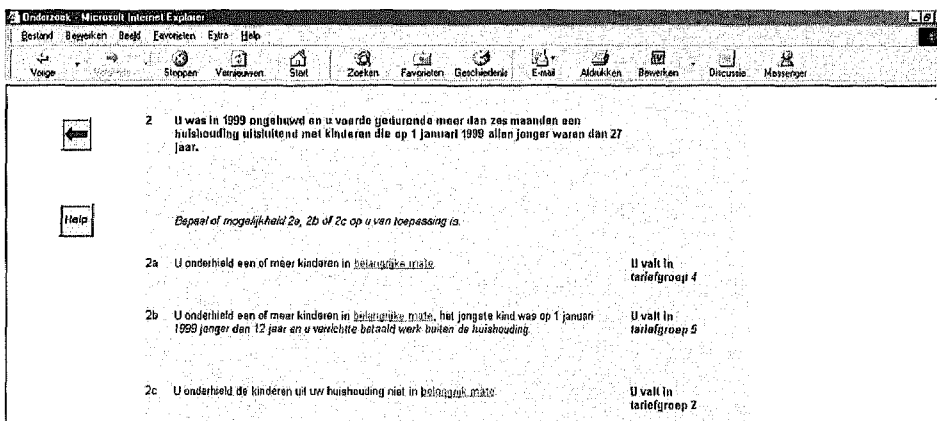 Onderzoek - Microsoft Internet Explorer
Bestand Bewerken Beeld Favorieten Extra Help
Vorige Stoppen Vernieuwen Start Zoeken Favorieten Geschiedenis E-mail Afdrukken Bewerken Discussie Messenger
2 U was in 1999 ongehuwd en u voerde gedurende meer dan zes maanden een
huishouding uitsluitend met kinderen die op 1 januari 1999 allen jonger waren dan 27
jaar.
Help
Bepaal of mogelijkheid 2a, 2b of 2c op u van toepassing is.
2a U onderhield een of meer kinderen in belangrijke mate. U valt in
tariefgroep 4
2b U onderhield een of meer kinderen in belangrijke mate, het jongste kind was op 1 januari U valt in
1999 jonger dan 12 jaar en u verrichtte betaald werk buiten de huishouding. tariefgroep 5
2c U onderhield de kinderen uit uw huishouding niet in belangrijk mate. U valt in
tariefgroep 2